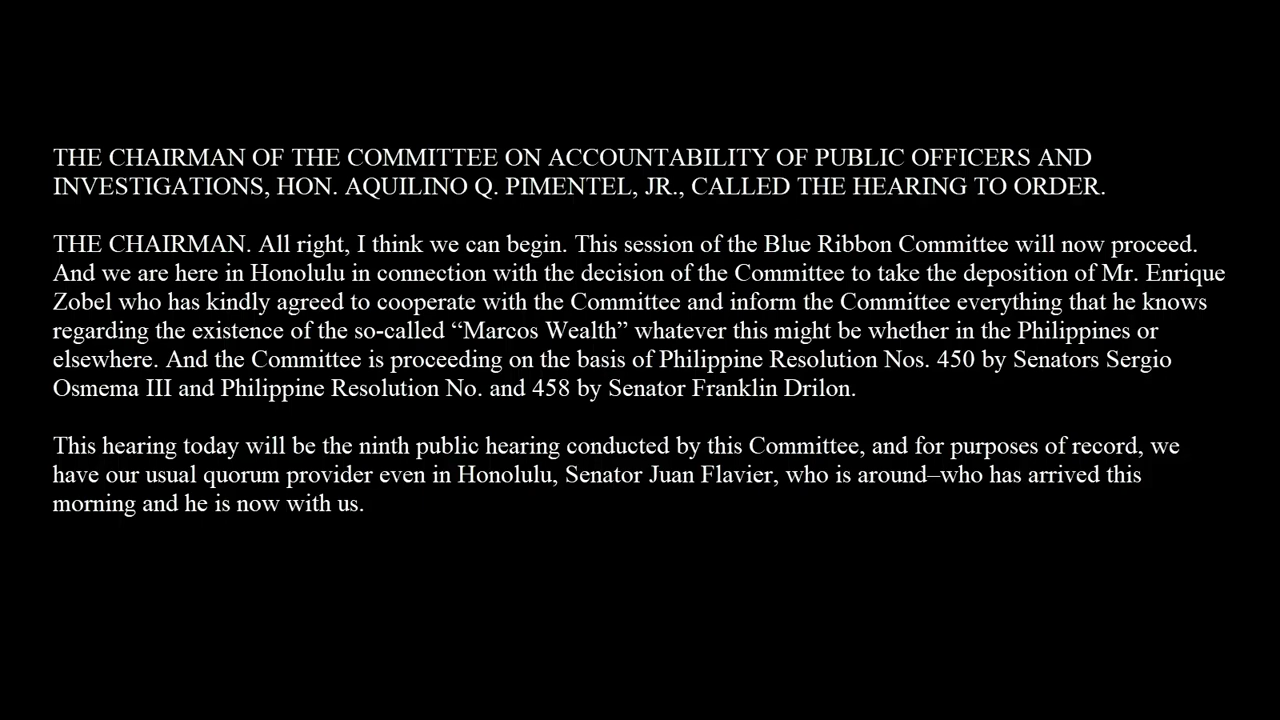 THE CHAIRMAN OF THE COMMITTEE ON ACCOUNTABILITY OF PUBLIC OFFICERS AND
INVESTIGATIONS, HON. AQUILINO Q. PIMENTEL, JR., CALLED THE HEARING TO ORDER.
THE CHAIRMAN. All right, I think we can begin. This session of the Blue Ribbon Committee will now proceed.
And we are here in Honolulu in connection with the decision of the Committee to take the deposition of Mr. Enrique
Zobel who has kindly agreed to cooperate with the Committee and inform the Committee everything that he knows
regarding the existence of the so-called “Marcos Wealth” whatever this might be whether in the Philippines or
elsewhere. And the Committee is proceeding on the basis of Philippine Resolution Nos. 450 by Senators Sergio
Osmema III and Philippine Resolution No. and 458 by Senator Franklin Drilon.
This hearing today will be the ninth public hearing conducted by this Committee, and for purposes of record, we
have our usual quorum provider even in Honolulu, Senator Juan Flavier, who is around–who has arrived this
morning and he is now with us.